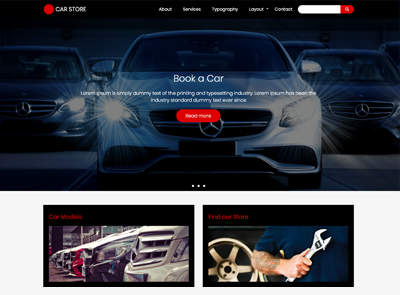 CAR STORE
About Services Typography Layout Contact
Book a Car
Lorem Ipsum is simply dummy text of the printing and typesetting industry. Lorem Ipsum has been the
industry standard dummy text ever since
Read more
Car Models
Find our Store